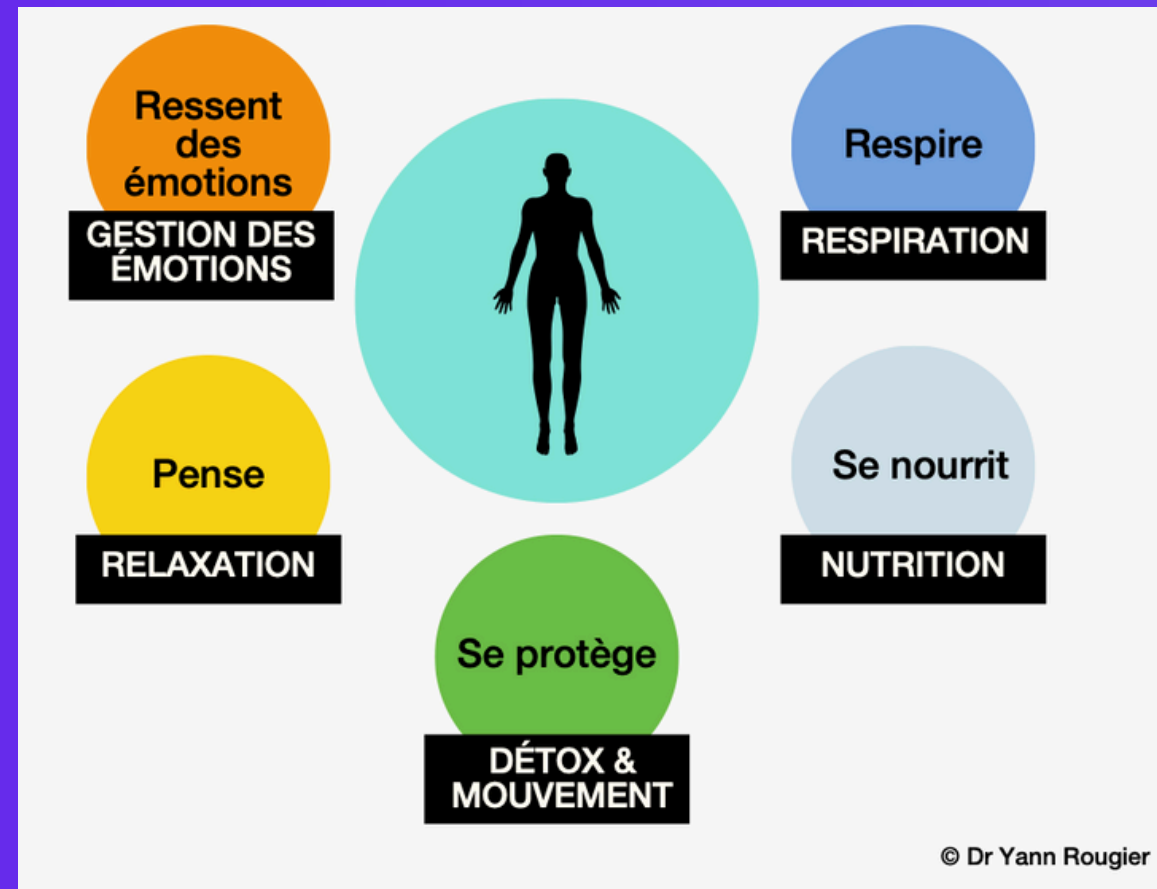 Ressent
des
émotions
GESTION DES
ÉMOTIONS
Respire
RESPIRATION
Pense
RELAXATION
Se nourrit
NUTRITION
Se protège
DÉTOX &
MOUVEMENT
© Dr Yann Rougier